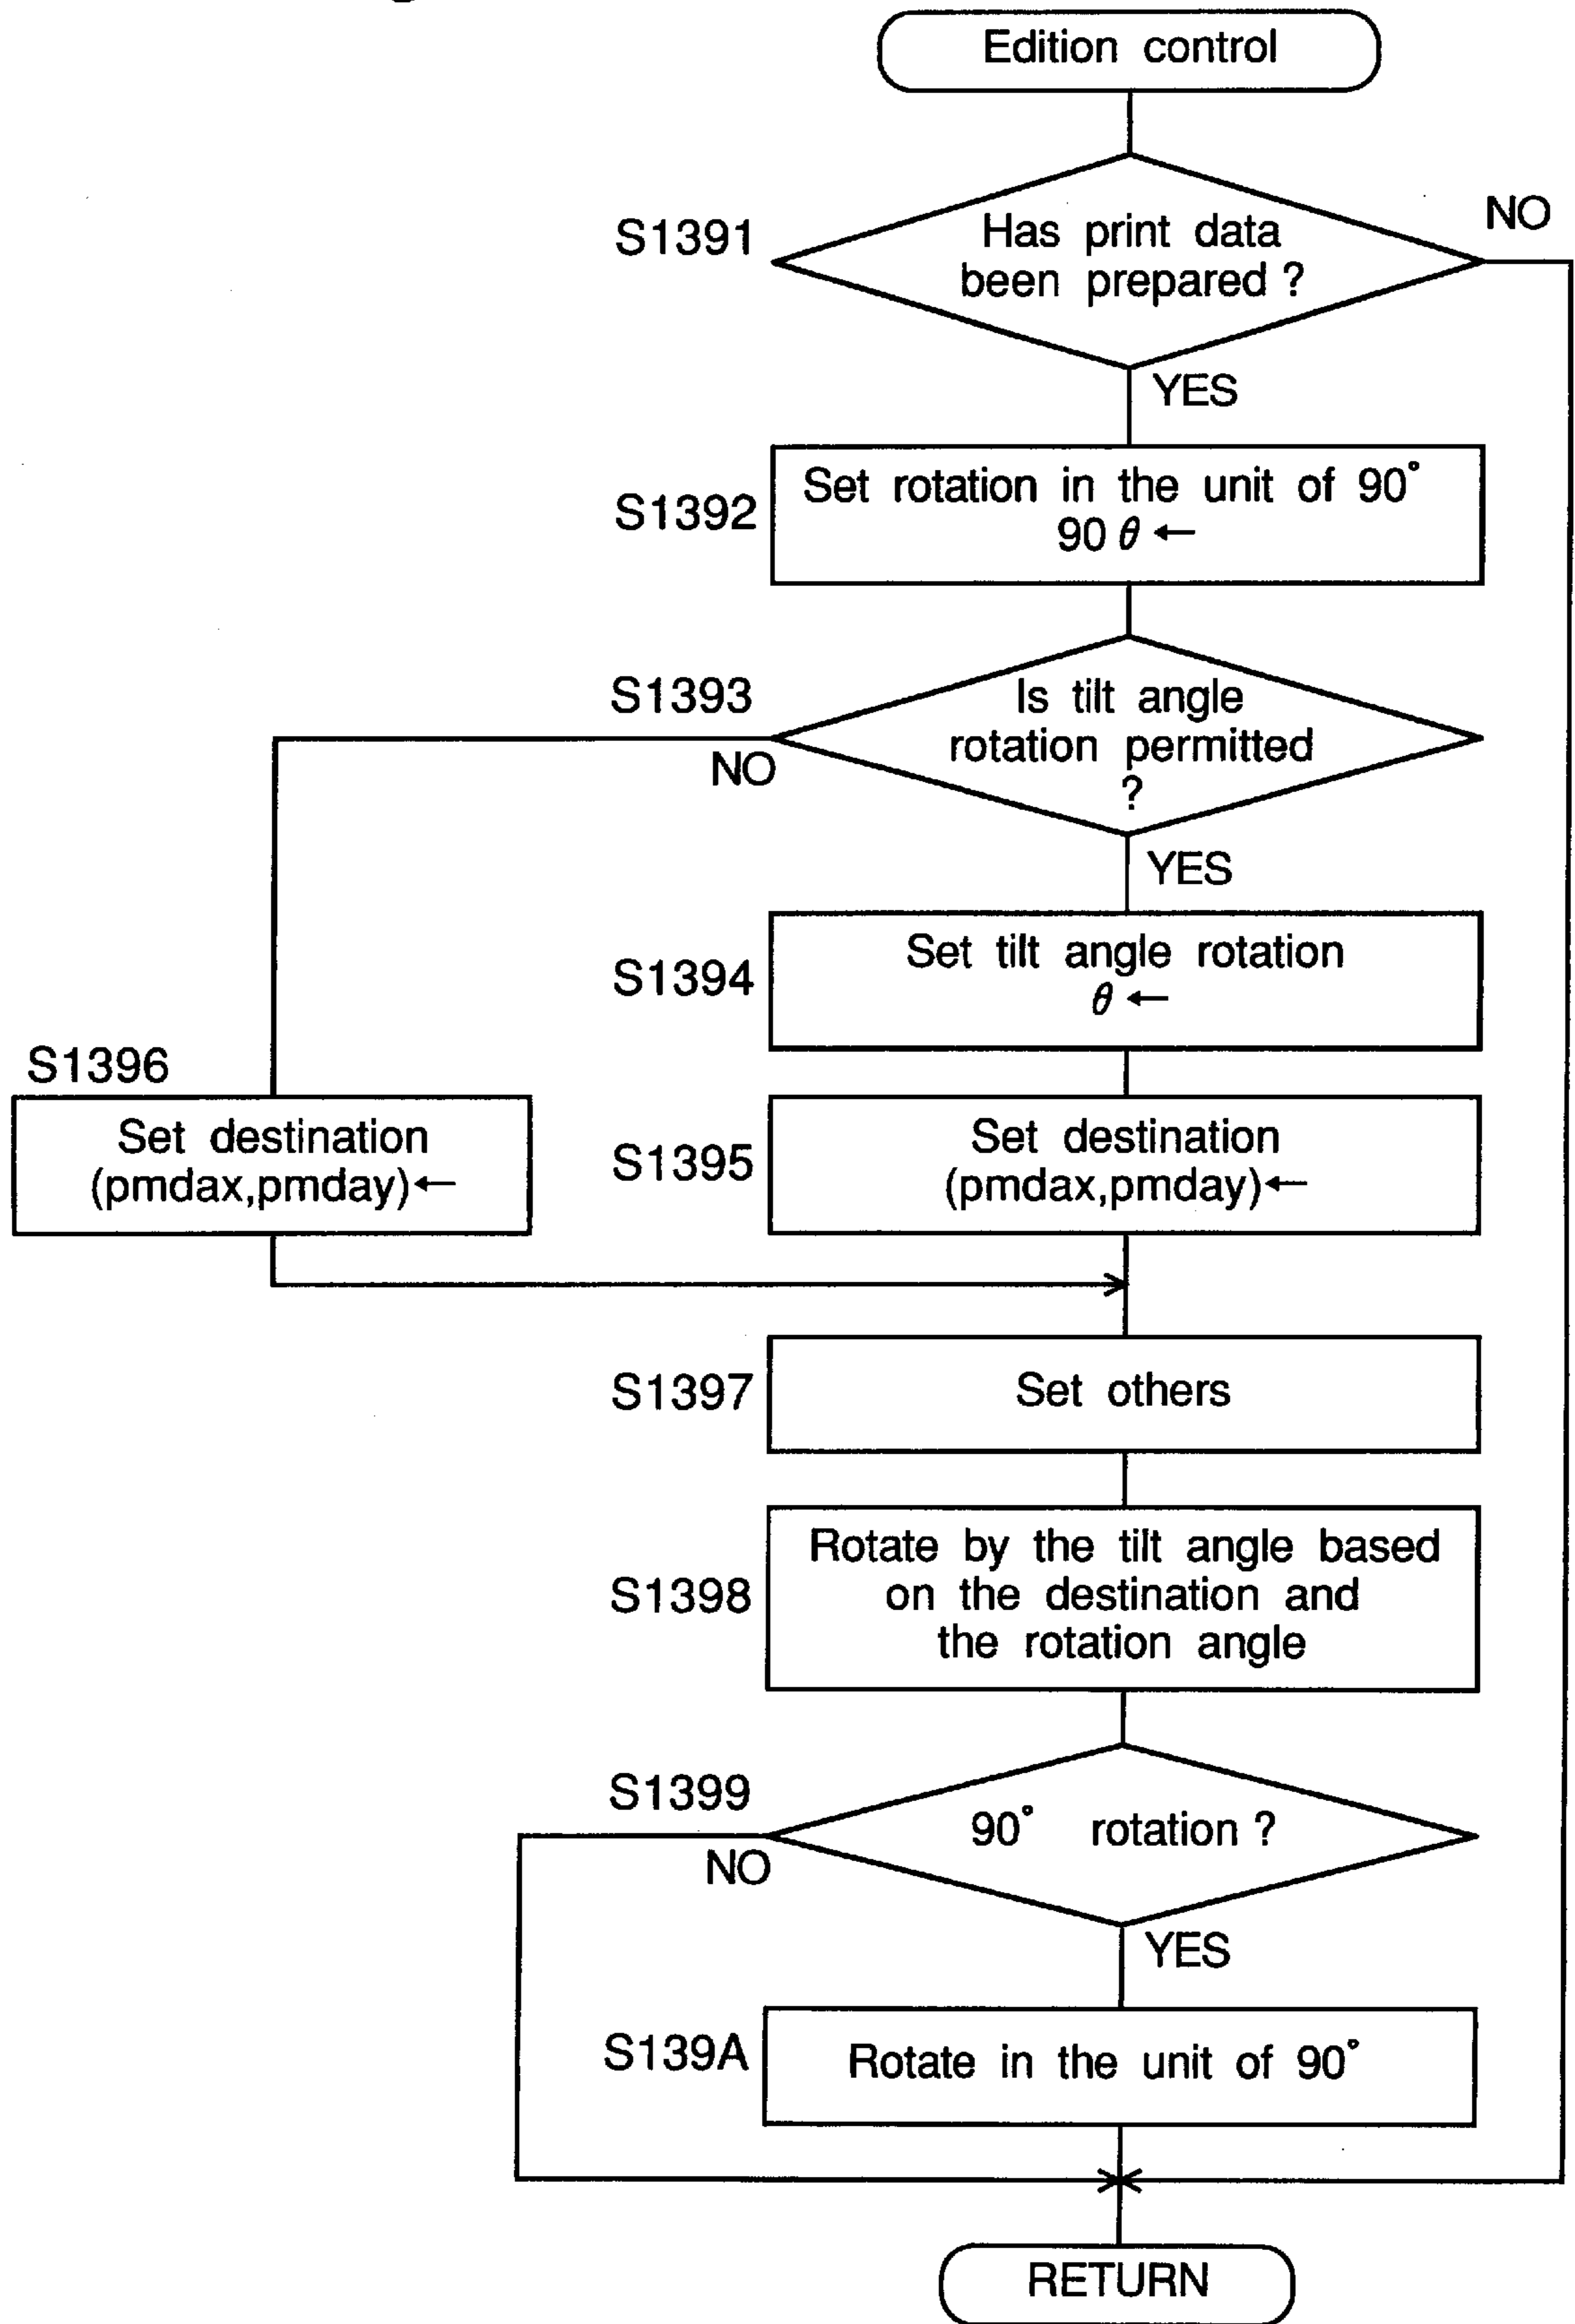 Edition control
S1391
Has print data
been prepared ?
NO
YES
S1392
Set rotation in the unit of 90°
90 θ ←
S1393
Is tilt angle
rotation permitted
?
NO
YES
S1394
Set tilt angle rotation
θ ←
S1396
Set destination
(pmdax,pmday)←
S1395
Set destination
(pmdax,pmday)←
S1397
Set others
S1398
Rotate by the tilt angle based
on the destination and
the rotation angle
S1399
90° rotation ?
NO
YES
S139A
Rotate in the unit of 90°
RETURN